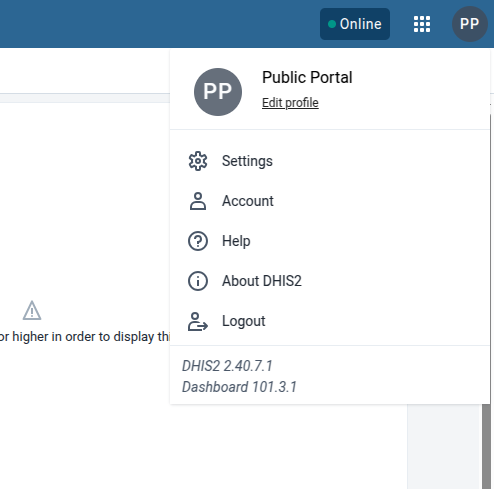 Online
PP
PP
Public Portal
Edit profile
Settings
Account
Help
About DHIS2
or higher in order to display thi
Logout
DHIS2 2.40.7.1
Dashboard 101.3.1